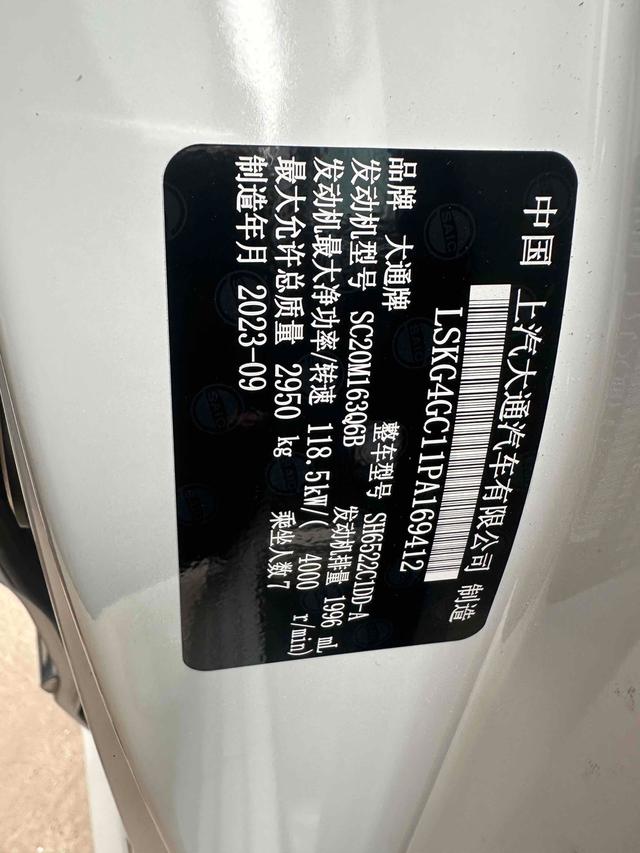 中国 上汽大通汽车有限公司 制造
LSKG4GC11PA169412
品牌 大通牌 整车型号 SH6522C1DD-A
发动机型号 SC20M163Q6B 发动机排量 1996 mL
发动机最大净功率/转速 118.5kW/( 4000 r/min)
最大允许总质量 2950 kg 乘坐人数 7
制造年月 2023-09
SAIC
SAIC
SAIC